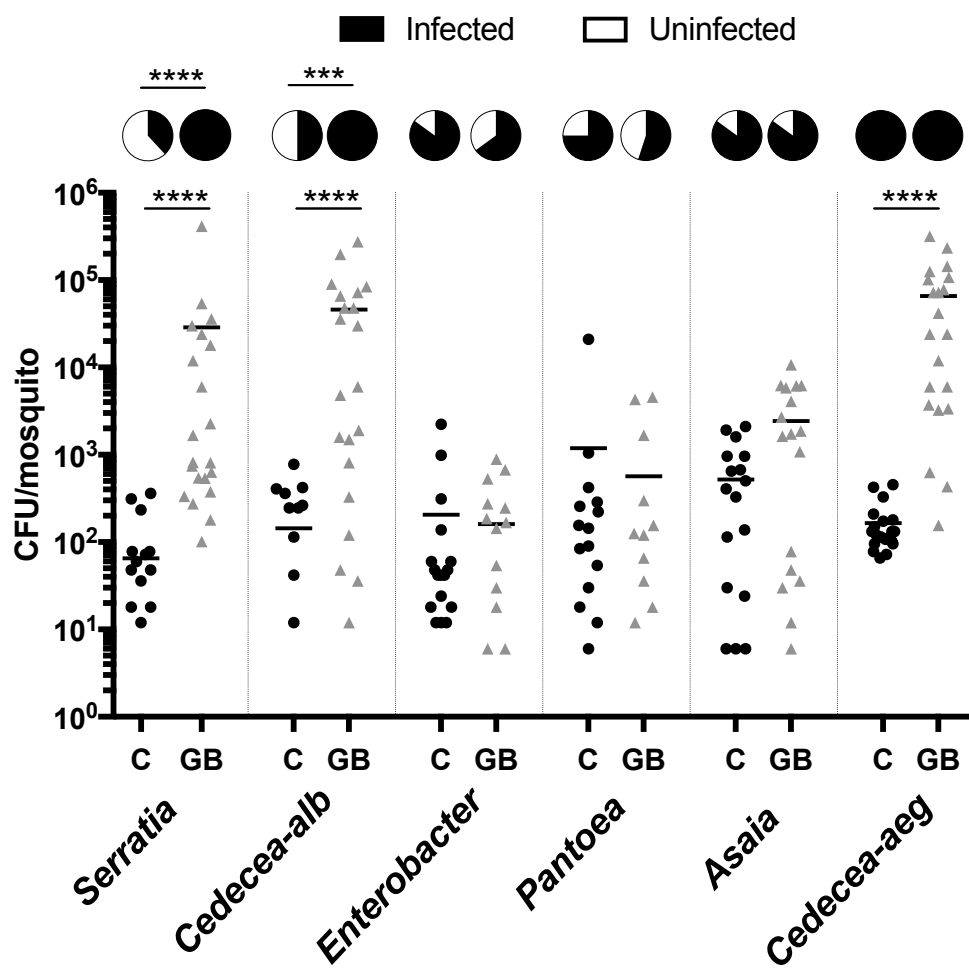 Infected Uninfected
**** ***
**** **** ****
CFU/mosquito
10^6
10^5
10^4
10^3
10^2
10^1
10^0
C GB C GB C GB C GB C GB C GB
Serratia Cedecea-alb Enterobacter Pantoea Asaia Cedecea-aeg